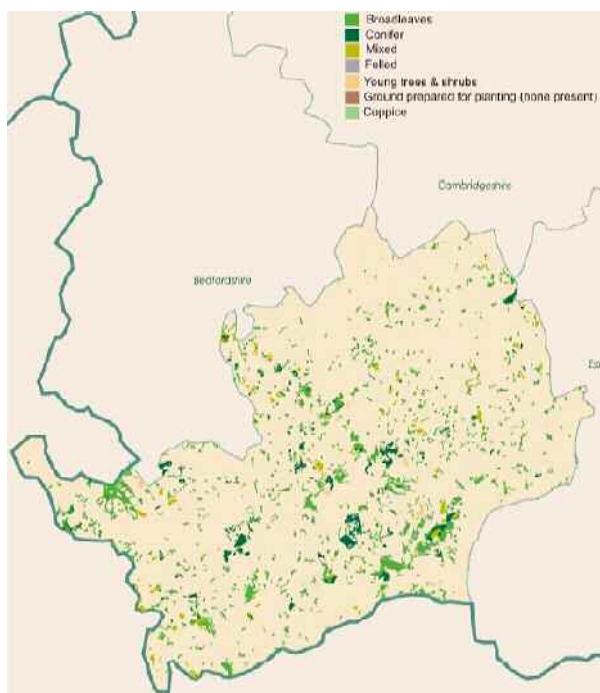 Broadleaves
Conifer
Mixed
Felled
Young trees & shrubs
Ground prepared for planting (none present)
Coppice
Cambridgeshire
Bedfordshire